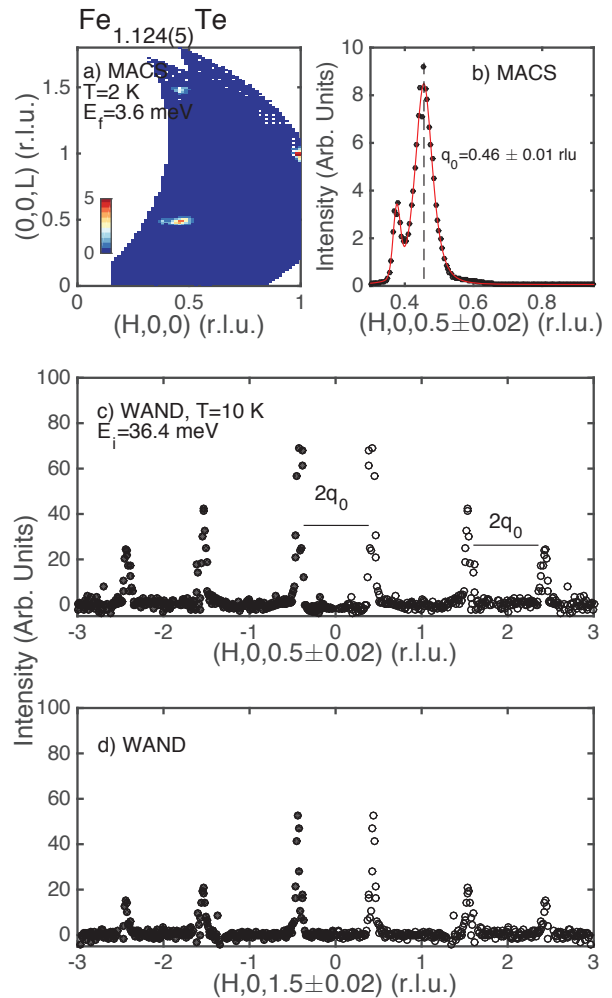 Fe1.124(5)Te
a) MACS
T=2 K
Ef=3.6 meV
(0,0,L) (r.l.u.)
1.5
1
0.5
0
5
0
0 0.5 1
(H,0,0) (r.l.u.)
b) MACS
q0=0.46 ± 0.01 rlu
Intensity (Arb. Units)
10
8
6
4
2
0
0.4 0.6 0.8
(H,0,0.5±0.02) (r.l.u.)
c) WAND, T=10 K
Ei=36.4 meV
2q0
2q0
100
80
60
40
20
0
-3 -2 -1 0 1 2 3
(H,0,0.5±0.02) (r.l.u.)
Intensity (Arb. Units)
d) WAND
100
80
60
40
20
0
-3 -2 -1 0 1 2 3
(H,0,1.5±0.02) (r.l.u.)